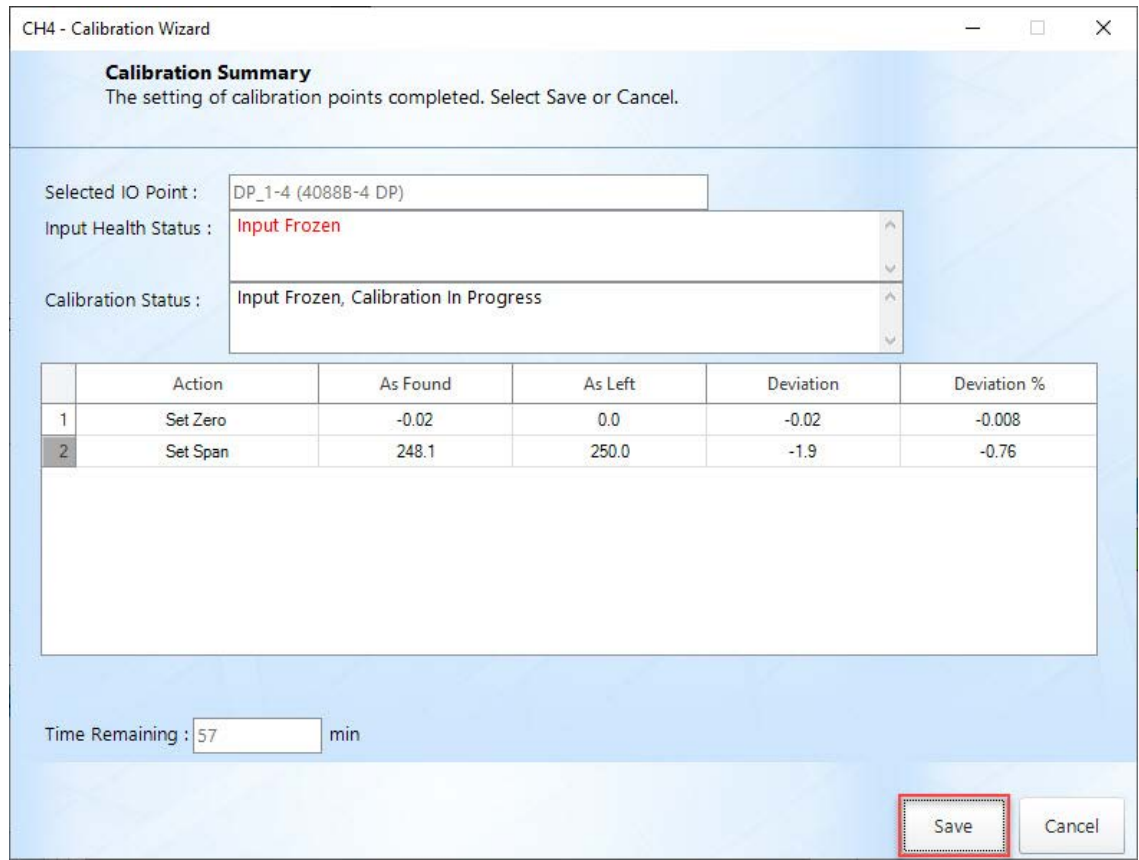 CH4 - Calibration Wizard
Calibration Summary
The setting of calibration points completed. Select Save or Cancel.
Selected IO Point : DP_1-4 (4088B-4 DP)
Input Health Status : Input Frozen
Calibration Status : Input Frozen, Calibration In Progress
Action As Found As Left Deviation Deviation %
1 Set Zero -0.02 0.0 -0.02 -0.008
2 Set Span 248.1 250.0 -1.9 -0.76
Time Remaining : 57 min
Save Cancel